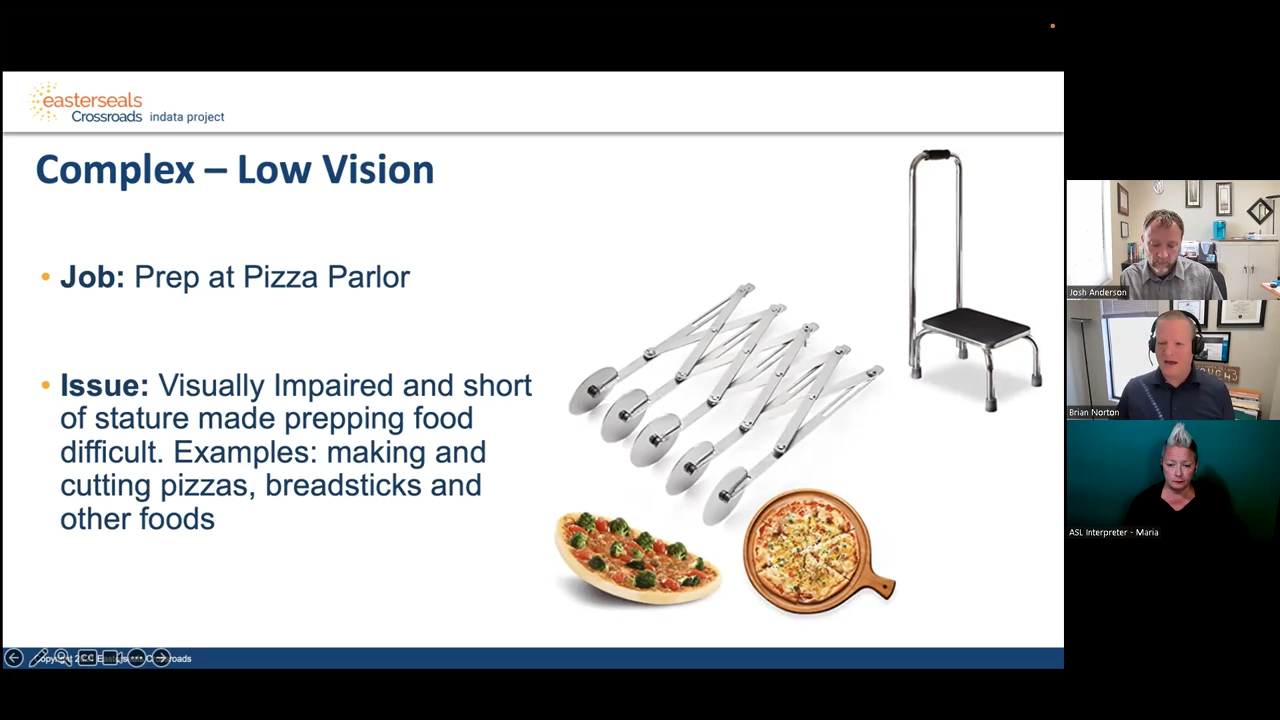 easterseals
Crossroads indata project
Complex – Low Vision
• Job: Prep at Pizza Parlor
• Issue: Visually Impaired and short
of stature made prepping food
difficult. Examples: making and
cutting pizzas, breadsticks and
other foods
Josh Anderson
Brian Norton
ASL Interpreter - Maria